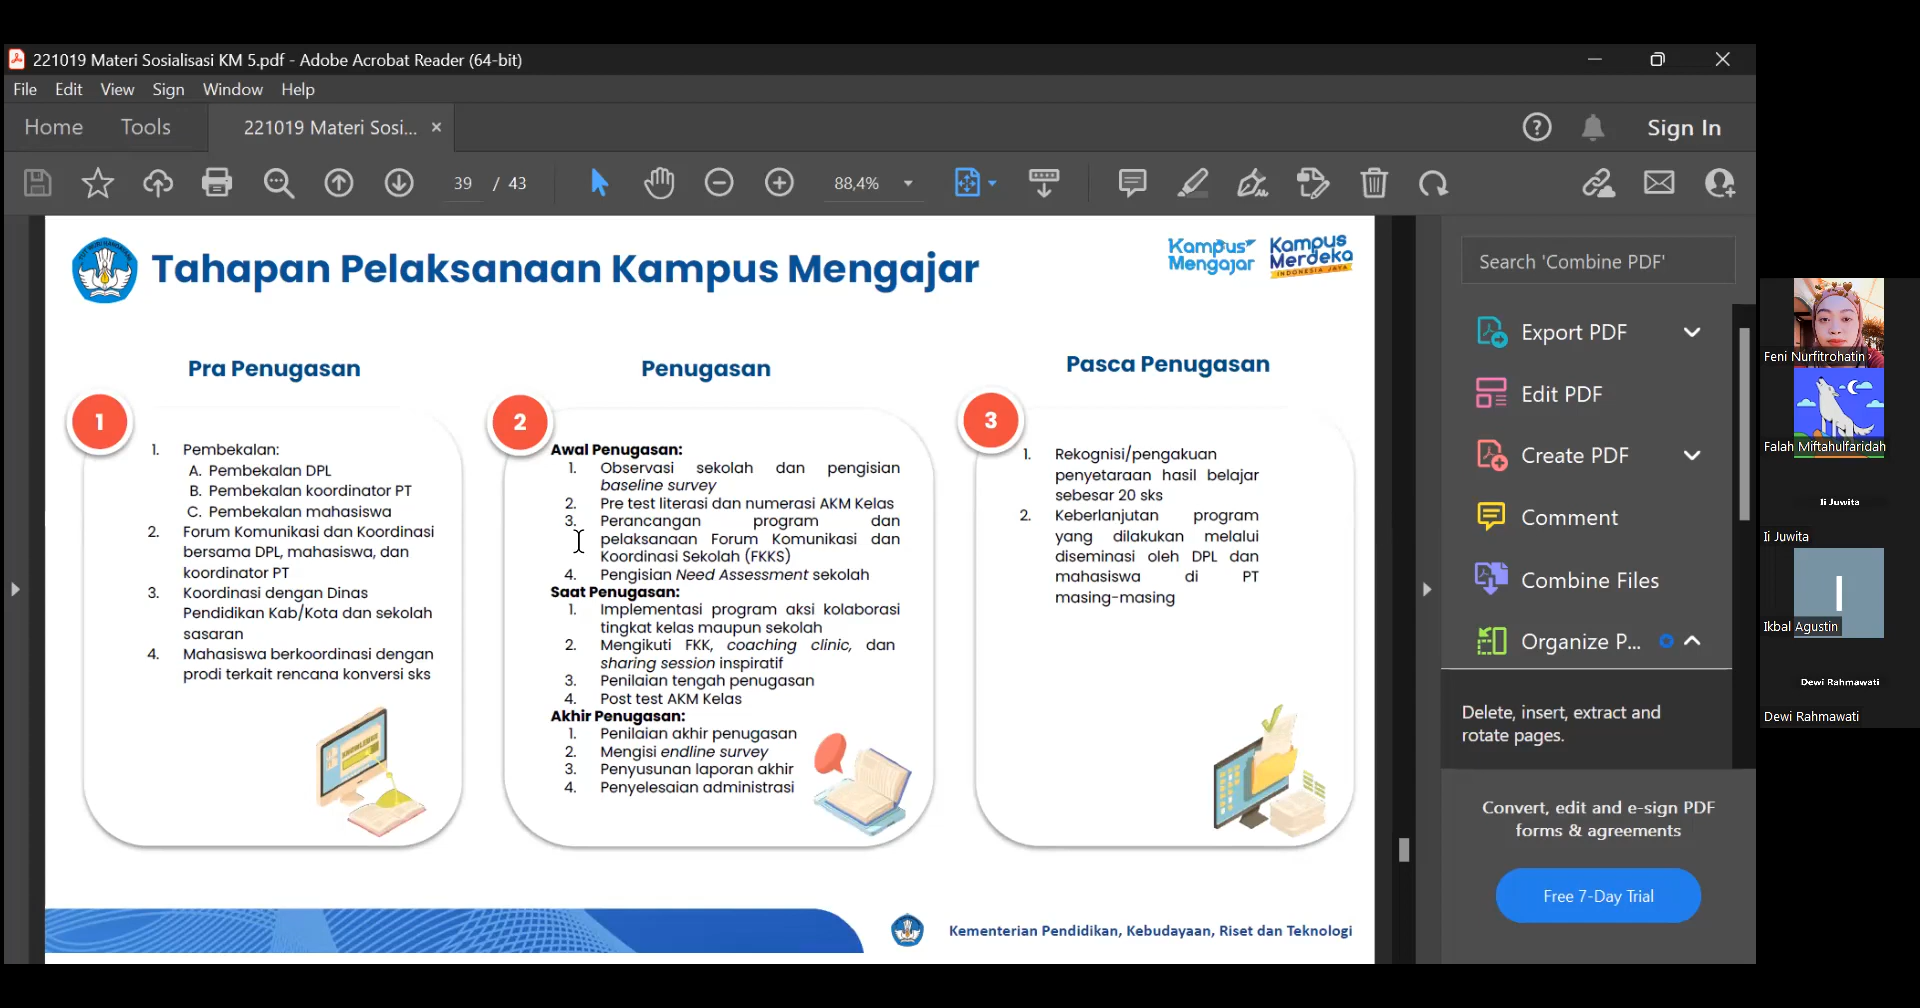 221019 Materi Sosialisasi KM 5.pdf - Adobe Acrobat Reader (64-bit)
File Edit View Sign Window Help
Home Tools 221019 Materi Sosi... × Sign In
39 / 43 88,4%
Tahapan Pelaksanaan Kampus Mengajar
Kampus Mengajar
Kampus Merdeka
INDONESIA JAYA
Pra Penugasan
1
1. Pembekalan:
A. Pembekalan DPL
B. Pembekalan koordinator PT
C. Pembekalan mahasiswa
2. Forum Komunikasi dan Koordinasi
bersama DPL, mahasiswa, dan
koordinator PT
3. Koordinasi dengan Dinas
Pendidikan Kab/Kota dan sekolah
sasaran
4. Mahasiswa berkoordinasi dengan
prodi terkait rencana konversi sks
KNOWLEDGE
Penugasan
2
Awal Penugasan:
1. Observasi sekolah dan pengisian
baseline survey
2. Pre test literasi dan numerasi AKM Kelas
3. Perancangan program dan
pelaksanaan Forum Komunikasi dan
Koordinasi Sekolah (FKKS)
4. Pengisian Need Assessment sekolah
Saat Penugasan:
1. Implementasi program aksi kolaborasi
tingkat kelas maupun sekolah
2. Mengikuti FKK, coaching clinic, dan
sharing session inspiratif
3. Penilaian tengah penugasan
4. Post test AKM Kelas
Akhir Penugasan:
1. Penilaian akhir penugasan
2. Mengisi endline survey
3. Penyusunan laporan akhir
4. Penyelesaian administrasi
Pasca Penugasan
3
1. Rekognisi/pengakuan
penyetaraan hasil belajar
sebesar 20 sks
2. Keberlanjutan program
yang dilakukan melalui
diseminasi oleh DPL dan
mahasiswa di PT
masing-masing
Kementerian Pendidikan, Kebudayaan, Riset dan Teknologi
Search 'Combine PDF'
Export PDF
Edit PDF
Create PDF
Comment
Combine Files
Organize P...
Delete, insert, extract and
rotate pages.
Convert, edit and e-sign PDF
forms & agreements
Free 7-Day Trial
Feni Nurfitrohatin
Falah Miftahulfaridah
Ii Juwita
Ii Juwita
I
Ikbal Agustin
Dewi Rahmawati
Dewi Rahmawati